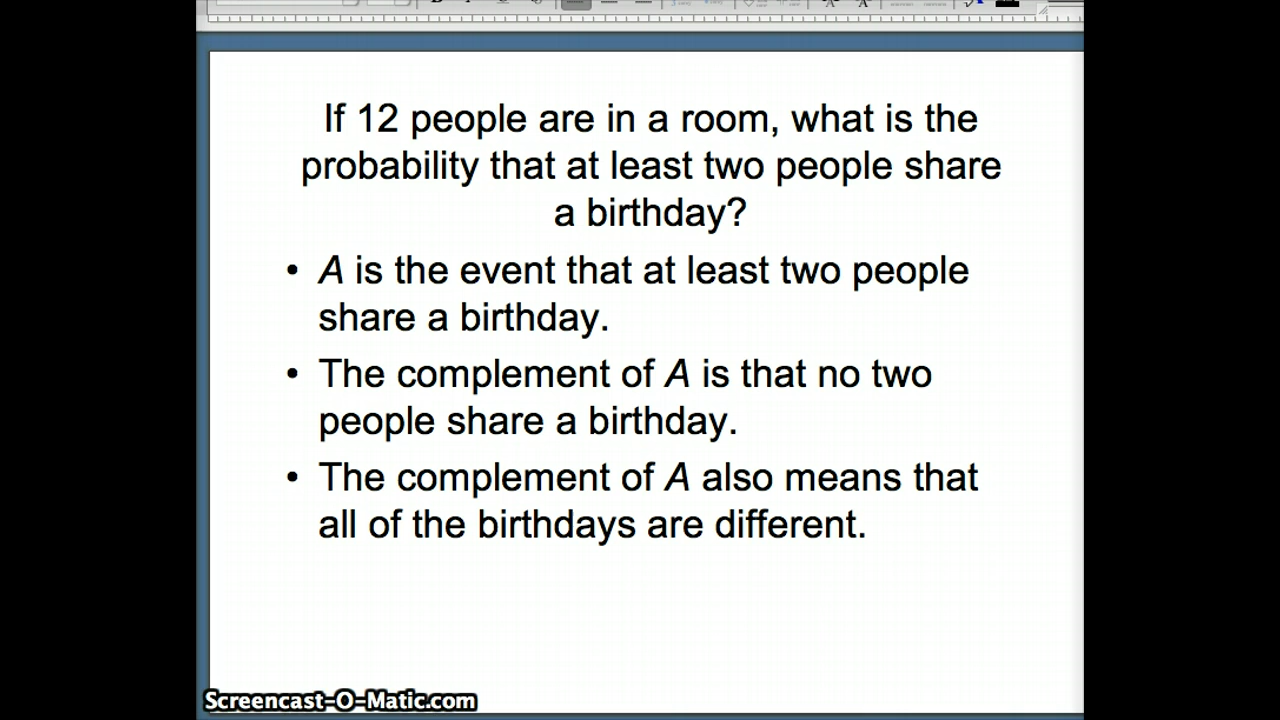 If 12 people are in a room, what is the
probability that at least two people share
a birthday?
• A is the event that at least two people
share a birthday.
• The complement of A is that no two
people share a birthday.
• The complement of A also means that
all of the birthdays are different.
Screencast-O-Matic.com